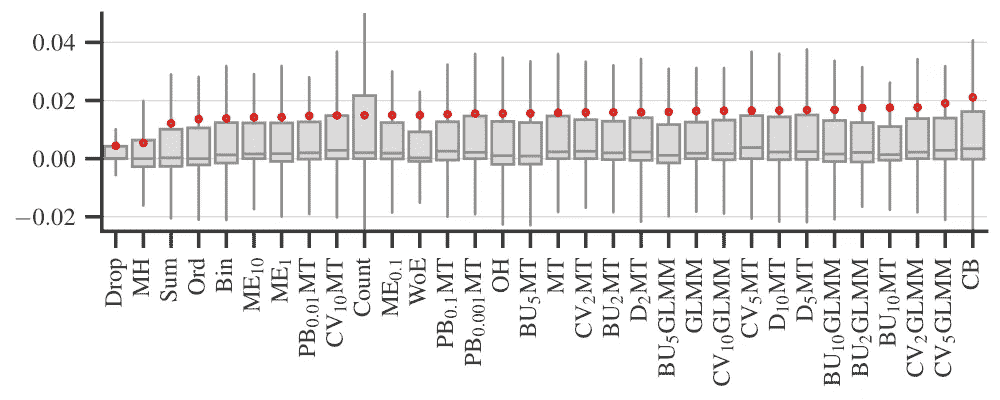 0.04
0.02
0.00
−0.02
Drop
MH
Sum
Ord
Bin
ME₁₀
ME₁
PB₀.₀₁MT
CV₁₀MT
Count
ME₀.₁
WoE
PB₀.₁MT
PB₀.₀₀₁MT
OH
BU₅MT
MT
CV₂MT
BU₂MT
D₂MT
BU₅GLMM
GLMM
CV₁₀GLMM
CV₅MT
D₁₀MT
D₅MT
BU₁₀GLMM
BU₂GLMM
BU₁₀MT
CV₂GLMM
CV₅GLMM
CB